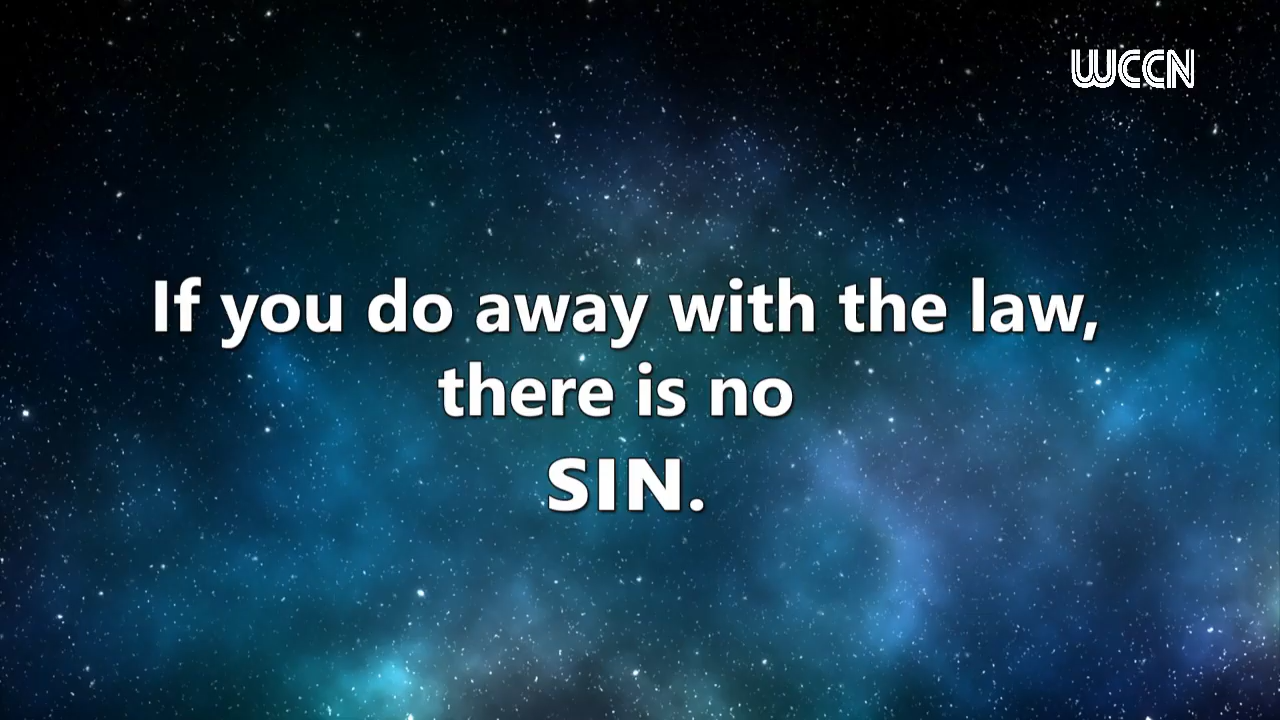 WCCN
If you do away with the law,
there is no
SIN.